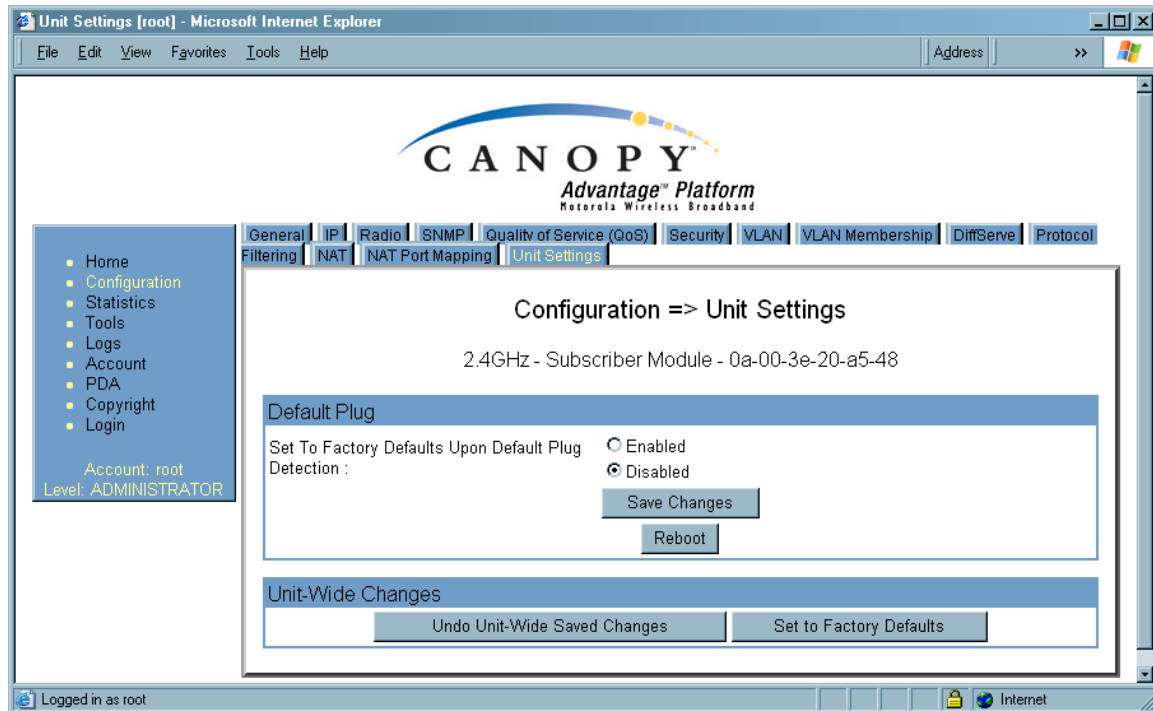 Unit Settings [root] - Microsoft Internet Explorer
File Edit View Favorites Tools Help Address »
CANOPY™
Advantage™ Platform
Motorola Wireless Broadband
General IP Radio SNMP Quality of Service (QoS) Security VLAN VLAN Membership DiffServe Protocol
Filtering NAT NAT Port Mapping Unit Settings
Home
Configuration
Statistics
Tools
Logs
Account
PDA
Copyright
Login
Account: root
Level: ADMINISTRATOR
Configuration => Unit Settings
2.4GHz - Subscriber Module - 0a-00-3e-20-a5-48
Default Plug
Set To Factory Defaults Upon Default Plug
Detection :
Enabled
Disabled
Save Changes
Reboot
Unit-Wide Changes
Undo Unit-Wide Saved Changes Set to Factory Defaults
Logged in as root Internet